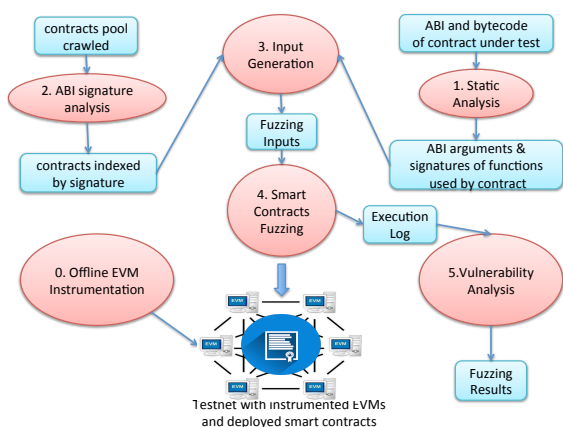 contracts pool
crawled
2. ABI signature
analysis
contracts indexed
by signature
3. Input
Generation
Fuzzing
Inputs
4. Smart
Contracts
Fuzzing
ABI and bytecode
of contract under test
1. Static
Analysis
ABI arguments &
signatures of functions
used by contract
Execution
Log
5.Vulnerability
Analysis
Fuzzing
Results
0. Offline EVM
Instrumentation
EVM
EVM
EVM
EVM
EVM
EVM
Testnet with instrumented EVMs
and deployed smart contracts